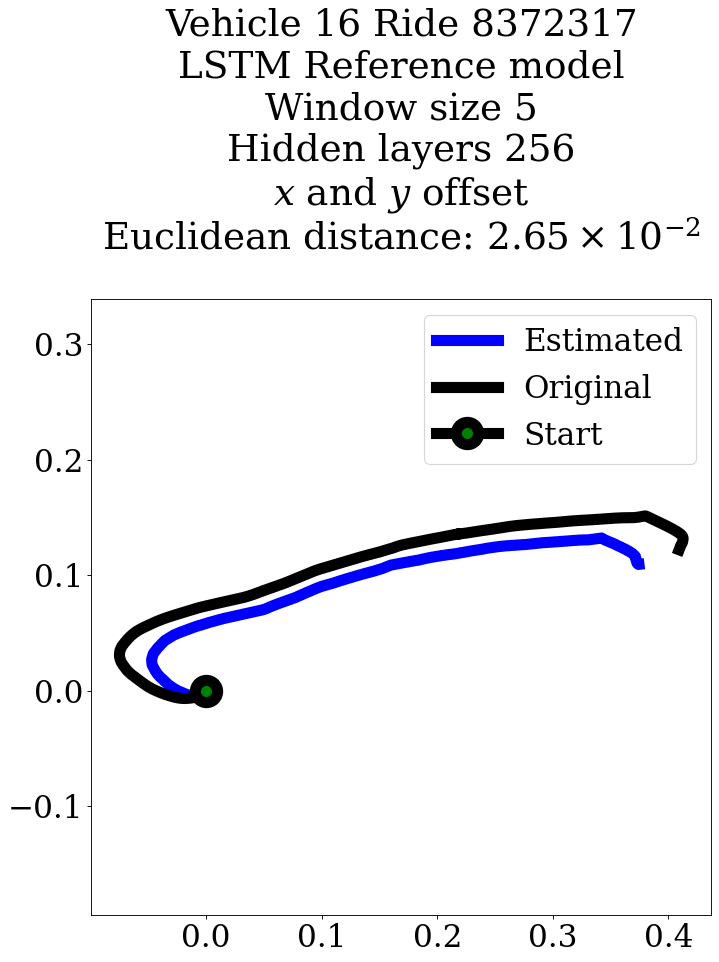 Vehicle 16 Ride 8372317
LSTM Reference model
Window size 5
Hidden layers 256
x and y offset
Euclidean distance: 2.65 × 10⁻²
Estimated
Original
Start
0.3
0.2
0.1
0.0
−0.1
0.0 0.1 0.2 0.3 0.4